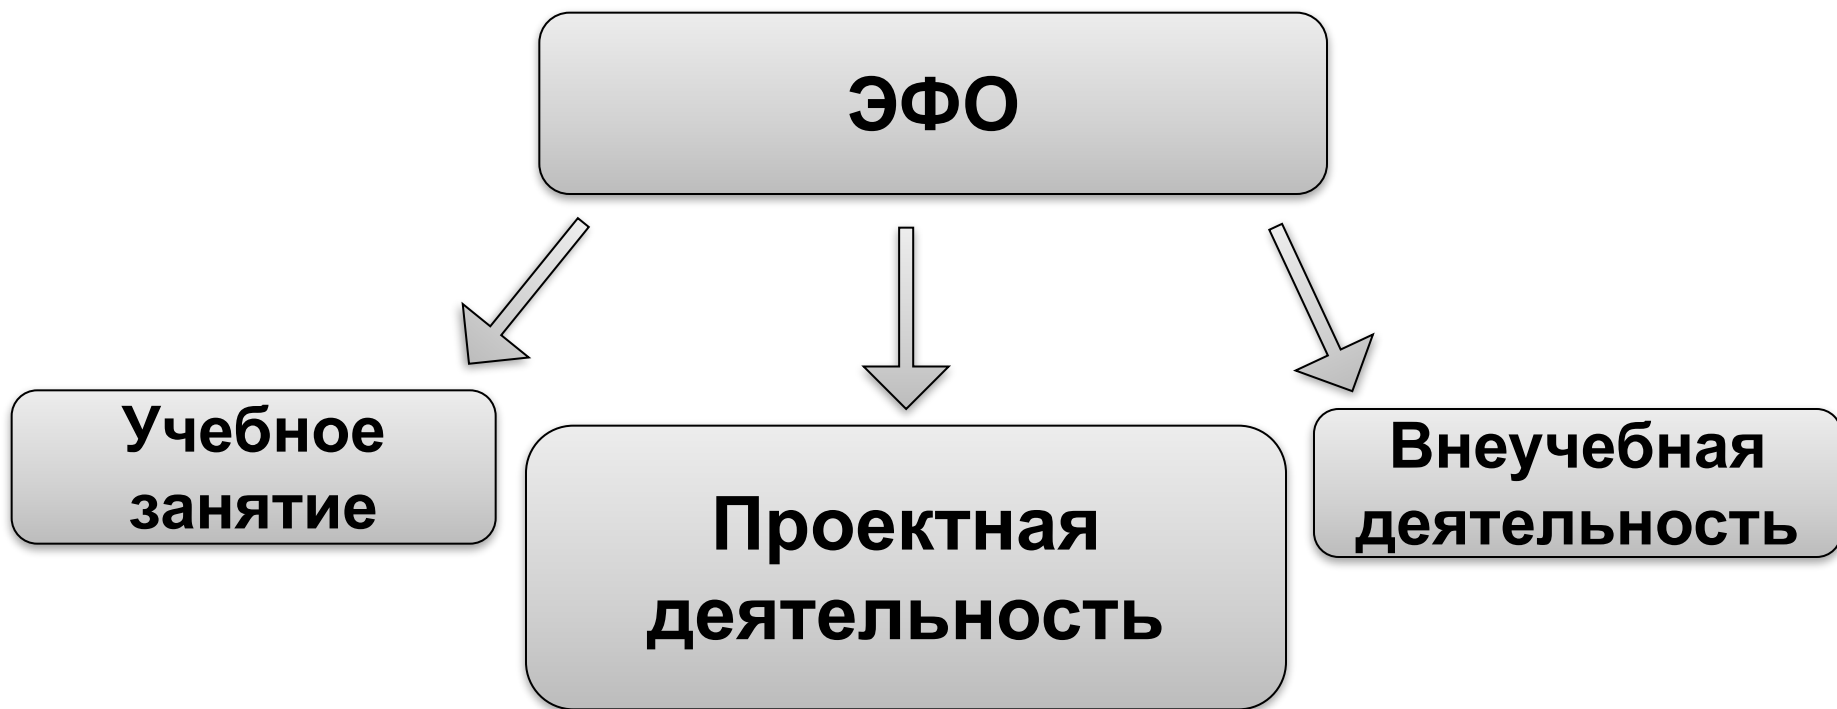 ЭФО
Учебное
занятие
Проектная
деятельность
Внеучебная
деятельность